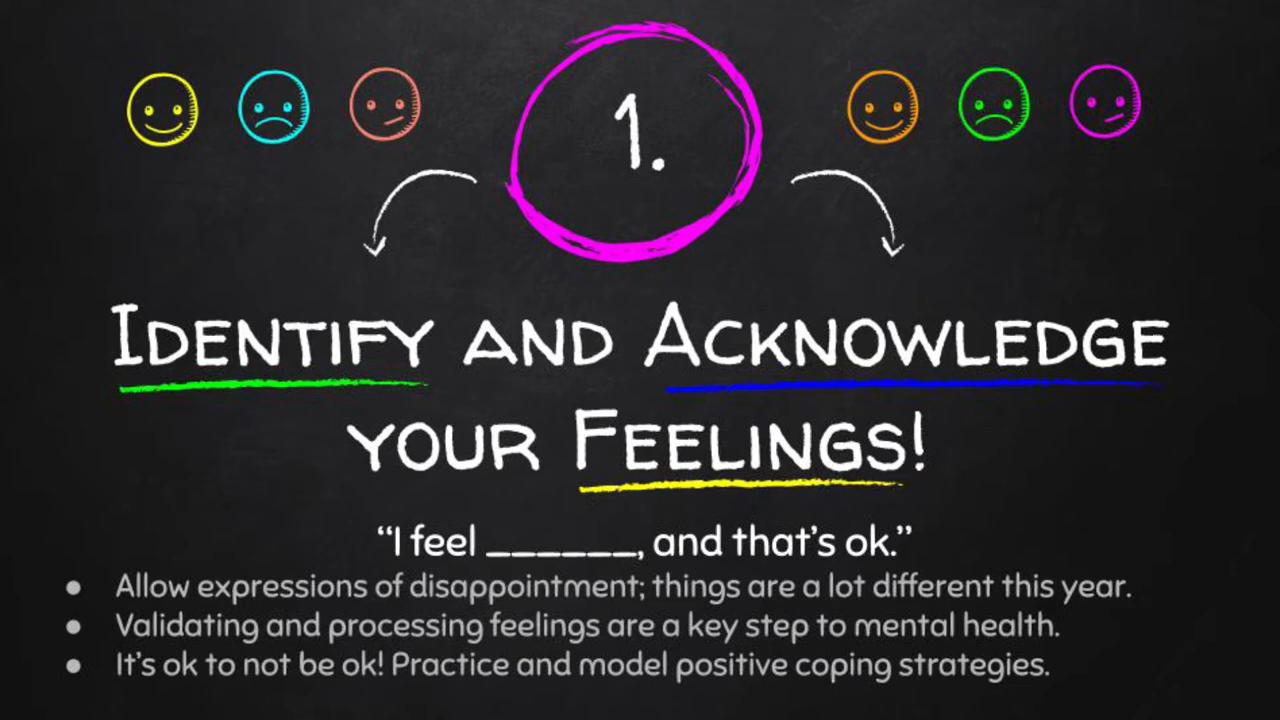 1.
Identify and Acknowledge
your Feelings!
“I feel ______, and that’s ok.”
● Allow expressions of disappointment; things are a lot different this year.
● Validating and processing feelings are a key step to mental health.
● It’s ok to not be ok! Practice and model positive coping strategies.